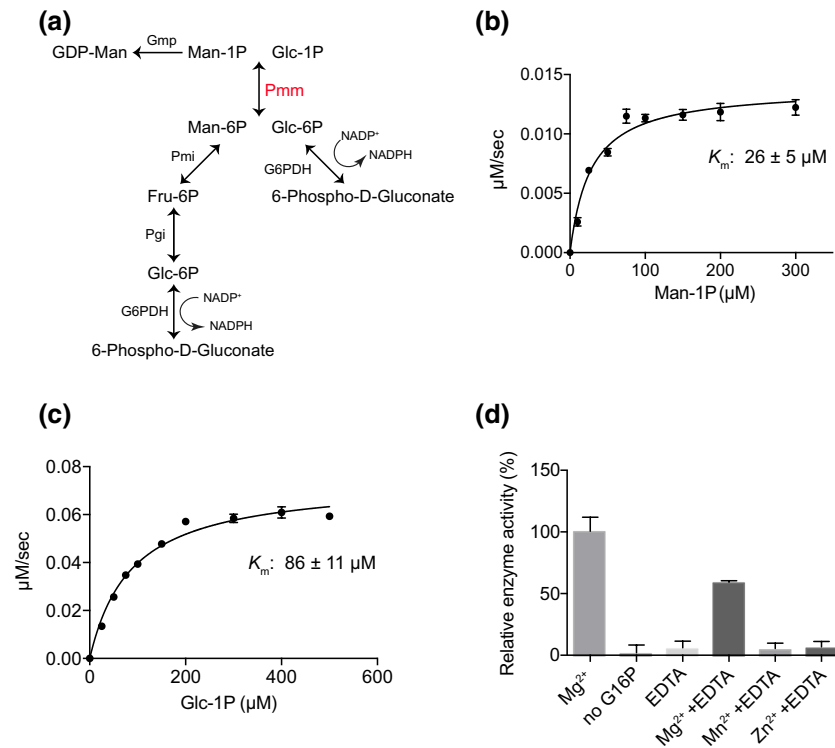 (a)
Gmp
GDP-Man Man-1P Glc-1P
Pmm
Man-6P Glc-6P
NADP⁺
NADPH
Pmi
G6PDH
Fru-6P
6-Phospho-D-Gluconate
Pgi
Glc-6P
G6PDH
NADP⁺
NADPH
6-Phospho-D-Gluconate
(b)
µM/sec
0.015
0.010
0.005
0.000
Kₘ: 26 ± 5 µM
0 100 200 300
Man-1P (µM)
(c)
µM/sec
0.08
0.06
0.04
0.02
0.00
Kₘ: 86 ± 11 µM
0 200 400 600
Glc-1P (µM)
(d)
Relative enzyme activity (%)
150
100
50
0
Mg²⁺
no G16P
EDTA
Mg²⁺ +EDTA
Mn²⁺ +EDTA
Zn²⁺ +EDTA